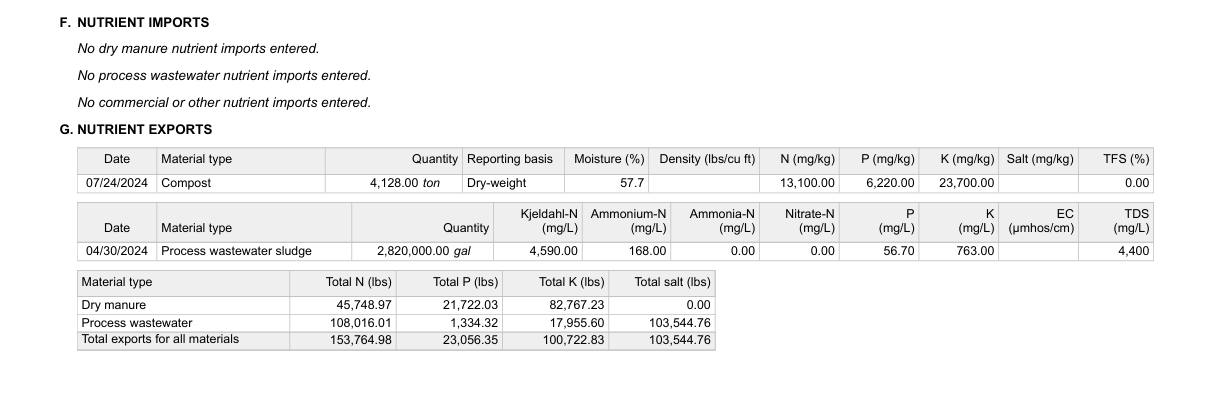 F. NUTRIENT IMPORTS
No dry manure nutrient imports entered.
No process wastewater nutrient imports entered.
No commercial or other nutrient imports entered.
G. NUTRIENT EXPORTS
Date Material type Quantity Reporting basis Moisture (%) Density (lbs/cu ft) N (mg/kg) P (mg/kg) K (mg/kg) Salt (mg/kg) TFS (%)
07/24/2024 Compost 4,128.00 ton Dry-weight 57.7 13,100.00 6,220.00 23,700.00 0.00
Kjeldahl-N Ammonium-N Ammonia-N Nitrate-N P K EC TDS
Date Material type Quantity (mg/L) (mg/L) (mg/L) (mg/L) (mg/L) (mg/L) (µmhos/cm) (mg/L)
04/30/2024 Process wastewater sludge 2,820,000.00 gal 4,590.00 168.00 0.00 0.00 56.70 763.00 4,400
Material type Total N (lbs) Total P (lbs) Total K (lbs) Total salt (lbs)
Dry manure 45,748.97 21,722.03 82,767.23 0.00
Process wastewater 108,016.01 1,334.32 17,955.60 103,544.76
Total exports for all materials 153,764.98 23,056.35 100,722.83 103,544.76